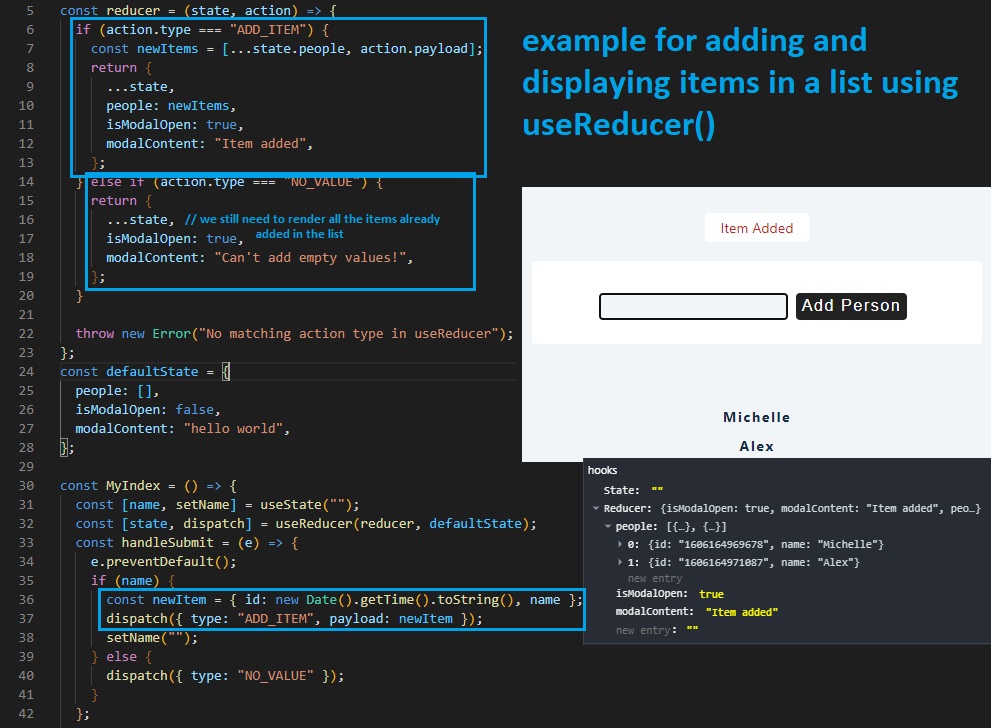 5 const reducer = (state, action) => {
6 if (action.type === "ADD_ITEM") {
7 const newItems = [...state.people, action.payload];
8 return {
9 ...state,
10 people: newItems,
11 isModalOpen: true,
12 modalContent: "Item added",
13 };
14 } else if (action.type === "NO_VALUE") {
15 return {
16 ...state, // we still need to render all the items already
added in the list
17 isModalOpen: true,
18 modalContent: "Can't add empty values!",
19 };
20 }
21
22 throw new Error("No matching action type in useReducer");
23 };
24 const defaultState = {
25 people: [],
26 isModalOpen: false,
27 modalContent: "hello world",
28 };
29
30 const MyIndex = () => {
31 const [name, setName] = useState("");
32 const [state, dispatch] = useReducer(reducer, defaultState);
33 const handleSubmit = (e) => {
34 e.preventDefault();
35 if (name) {
36 const newItem = { id: new Date().getTime().toString(), name };
37 dispatch({ type: "ADD_ITEM", payload: newItem });
38 setName("");
39 } else {
40 dispatch({ type: "NO_VALUE" });
41 }
42 };
example for adding and
displaying items in a list using
useReducer()
Item Added
Add Person
Michelle
Alex
hooks
State: ""
Reducer: {isModalOpen: true, modalContent: "Item added", peo…}
people: [{…}, {…}]
0: {id: "1606164969678", name: "Michelle"}
1: {id: "1606164971087", name: "Alex"}
new entry
isModalOpen: true
modalContent: "Item added"
new entry: ""